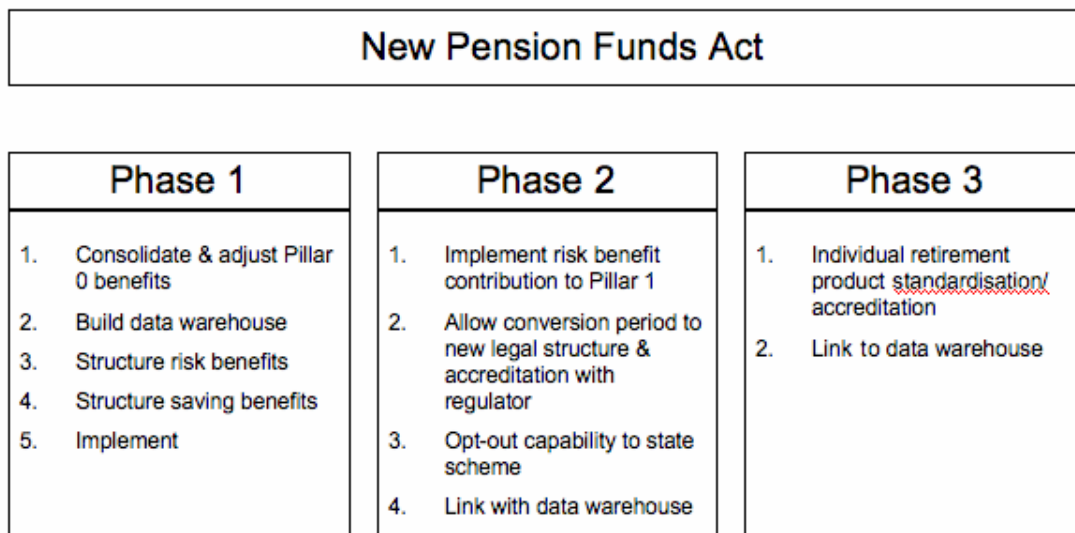 New Pension Funds Act
Phase 1
1. Consolidate & adjust Pillar
0 benefits
2. Build data warehouse
3. Structure risk benefits
4. Structure saving benefits
5. Implement
Phase 2
1. Implement risk benefit
contribution to Pillar 1
2. Allow conversion period to
new legal structure &
accreditation with
regulator
3. Opt-out capability to state
scheme
4. Link with data warehouse
Phase 3
1. Individual retirement
product standardisation/
accreditation
2. Link to data warehouse